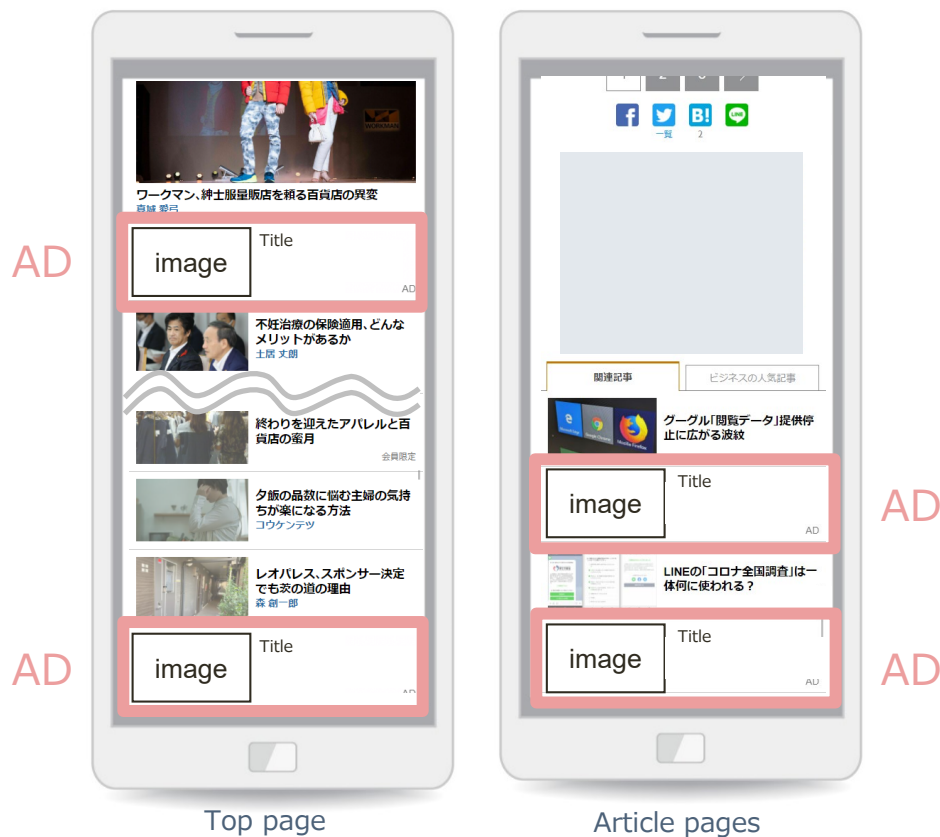 ワークマン、紳士服量販店を頼る百貨店の異変
真城 愛弓
AD
image
Title
AD
不妊治療の保険適用、どんな
メリットがあるか
土居 丈朗
終わりを迎えたアパレルと百
貨店の蜜月
会員限定
夕飯の品数に悩む主婦の気持
ちが楽になる方法
コウケンテツ
レオパレス、スポンサー決定
でも茨の道の理由
森 創一郎
AD
image
Title
AD
Top page
1
2
3
B!
LINE
一覧
2
関連記事
ビジネスの人気記事
グーグル「閲覧データ」提供停
止に広がる波紋
image
Title
AD
AD
LINEの「コロナ全国調査」は一
体何に使われる？
image
Title
AD
AD
Article pages